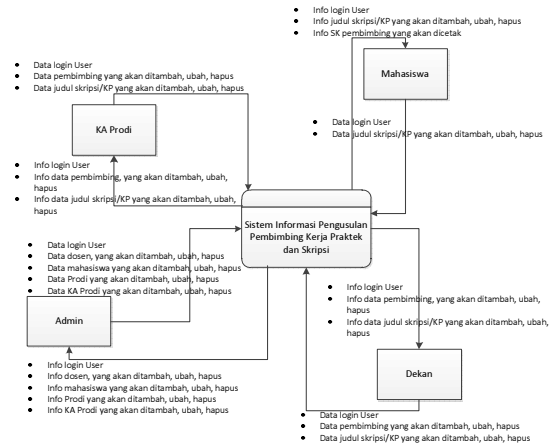 • Info login User
• Info judul skripsi/KP yang akan ditambah, ubah, hapus
• Info SK pembimbing yang akan dicetak
Mahasiswa
• Data login User
• Data pembimbing yang akan ditambah, ubah, hapus
• Data judul skripsi/KP yang akan ditambah, ubah, hapus
KA Prodi
• Data login User
• Data judul skripsi/KP yang akan ditambah, ubah, hapus
• Info login User
• Info data pembimbing, yang akan ditambah, ubah,
hapus
• Info data judul skripsi/KP yang akan ditambah, ubah,
hapus
Sistem Informasi Pengusulan
Pembimbing Kerja Praktek
dan Skripsi
• Data login User
• Data dosen, yang akan ditambah, ubah, hapus
• Data mahasiswa yang akan ditambah, ubah, hapus
• Data Prodi yang akan ditambah, ubah, hapus
• Data KA Prodi yang akan ditambah, ubah, hapus
Admin
• Info login User
• Info data pembimbing, yang akan ditambah, ubah,
hapus
• Info data judul skripsi/KP yang akan ditambah, ubah,
hapus
Dekan
• Info login User
• Info dosen, yang akan ditambah, ubah, hapus
• Info mahasiswa yang akan ditambah, ubah, hapus
• Info Prodi yang akan ditambah, ubah, hapus
• Info KA Prodi yang akan ditambah, ubah, hapus
• Data login User
• Data pembimbing yang akan ditambah, ubah, hapus
• Data judul skripsi/KP yang akan ditambah, ubah, hapus